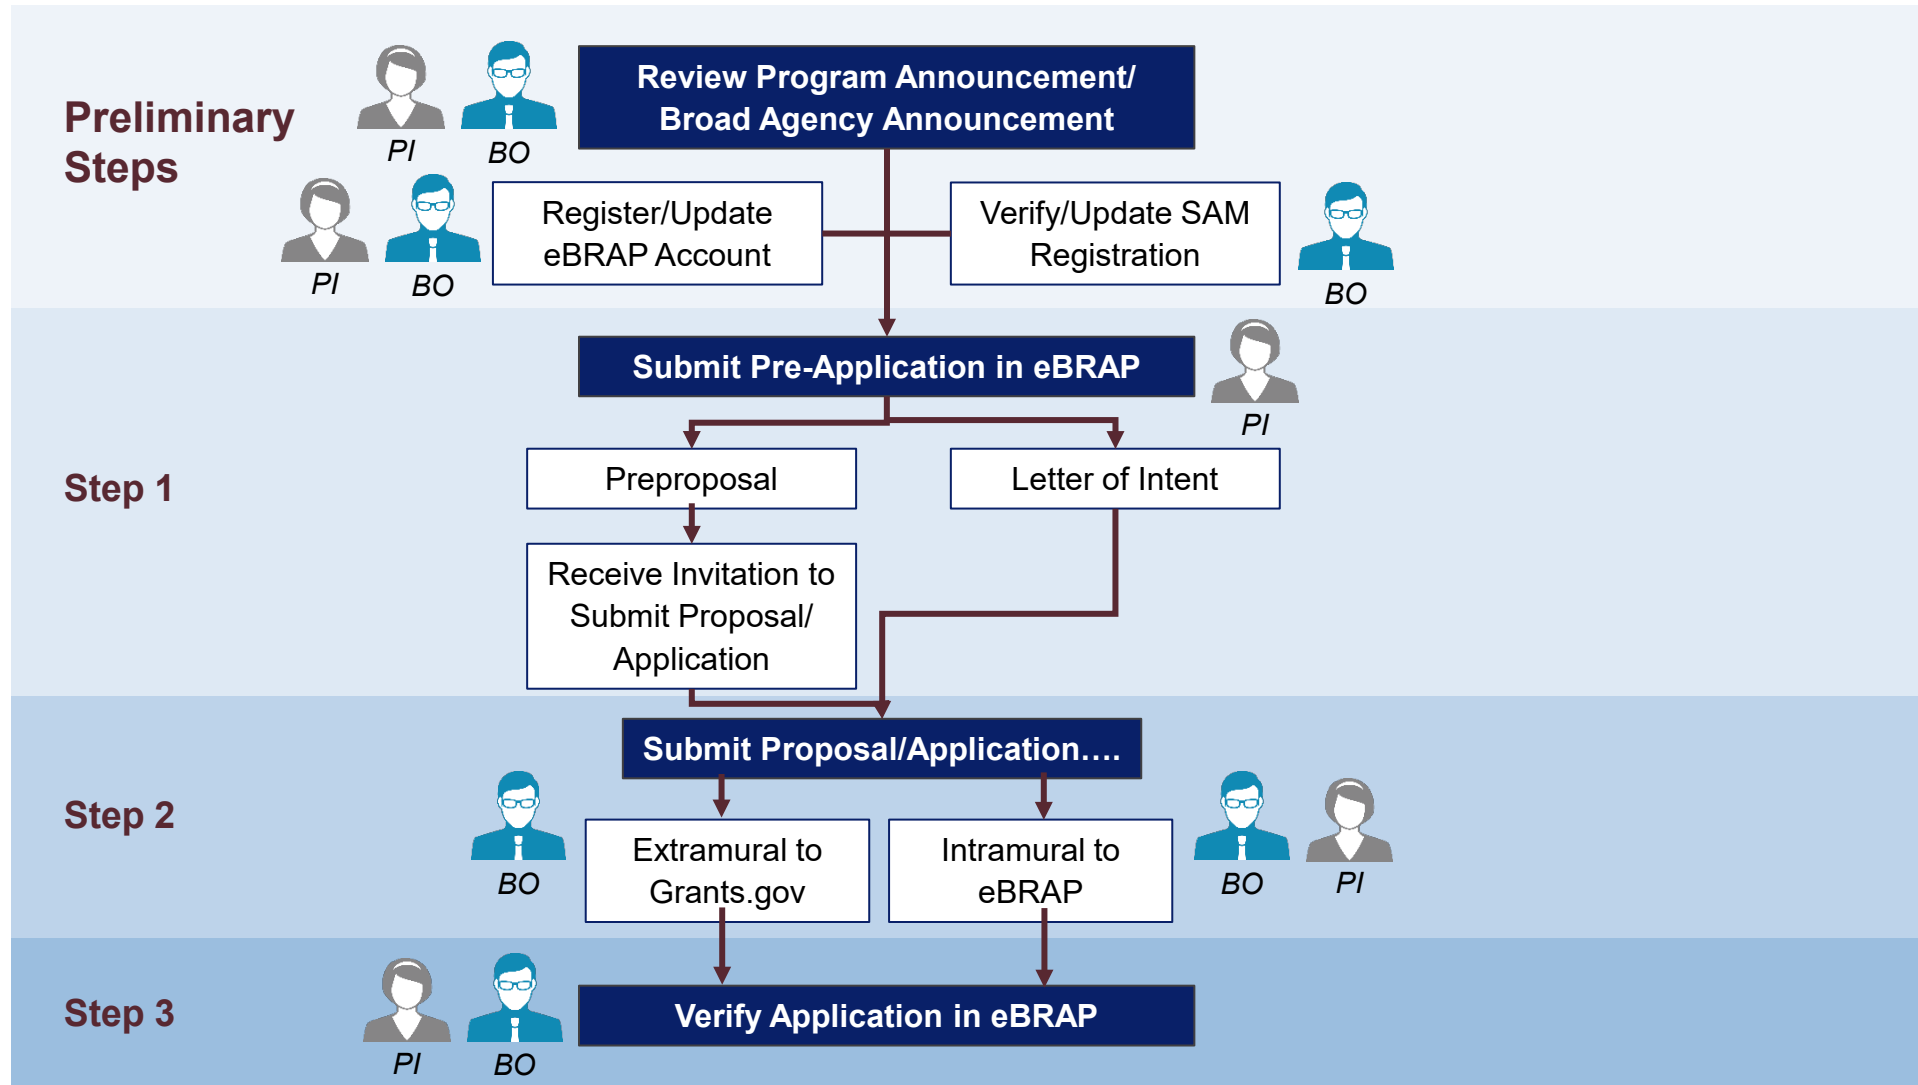 Preliminary
Steps
PI
BO
Review Program Announcement/
Broad Agency Announcement
PI
BO
Register/Update
eBRAP Account
Verify/Update SAM
Registration
BO
Step 1
Submit Pre-Application in eBRAP
PI
Preproposal
Letter of Intent
Receive Invitation to
Submit Proposal/
Application
Step 2
Submit Proposal/Application....
BO
Extramural to
Grants.gov
Intramural to
eBRAP
BO
PI
Step 3
PI
BO
Verify Application in eBRAP